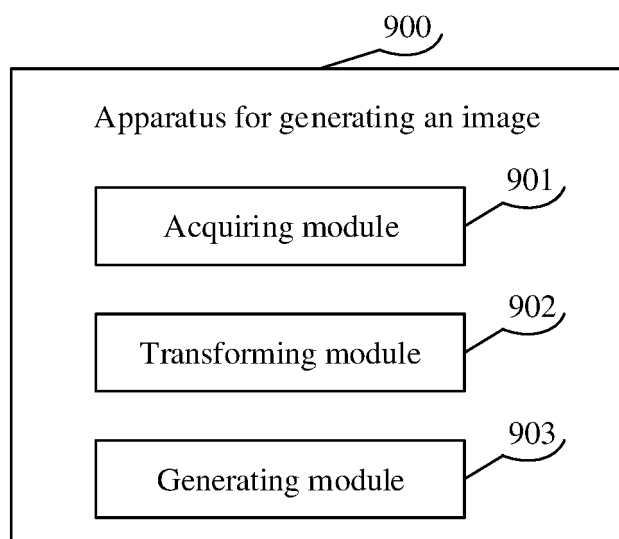 900
Apparatus for generating an image
901
Acquiring module
902
Transforming module
903
Generating module